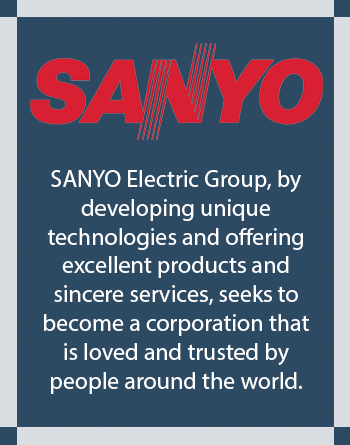 SANYO
SANYO Electric Group, by
developing unique
technologies and offering
excellent products and
sincere services, seeks to
become a corporation that
is loved and trusted by
people around the world.